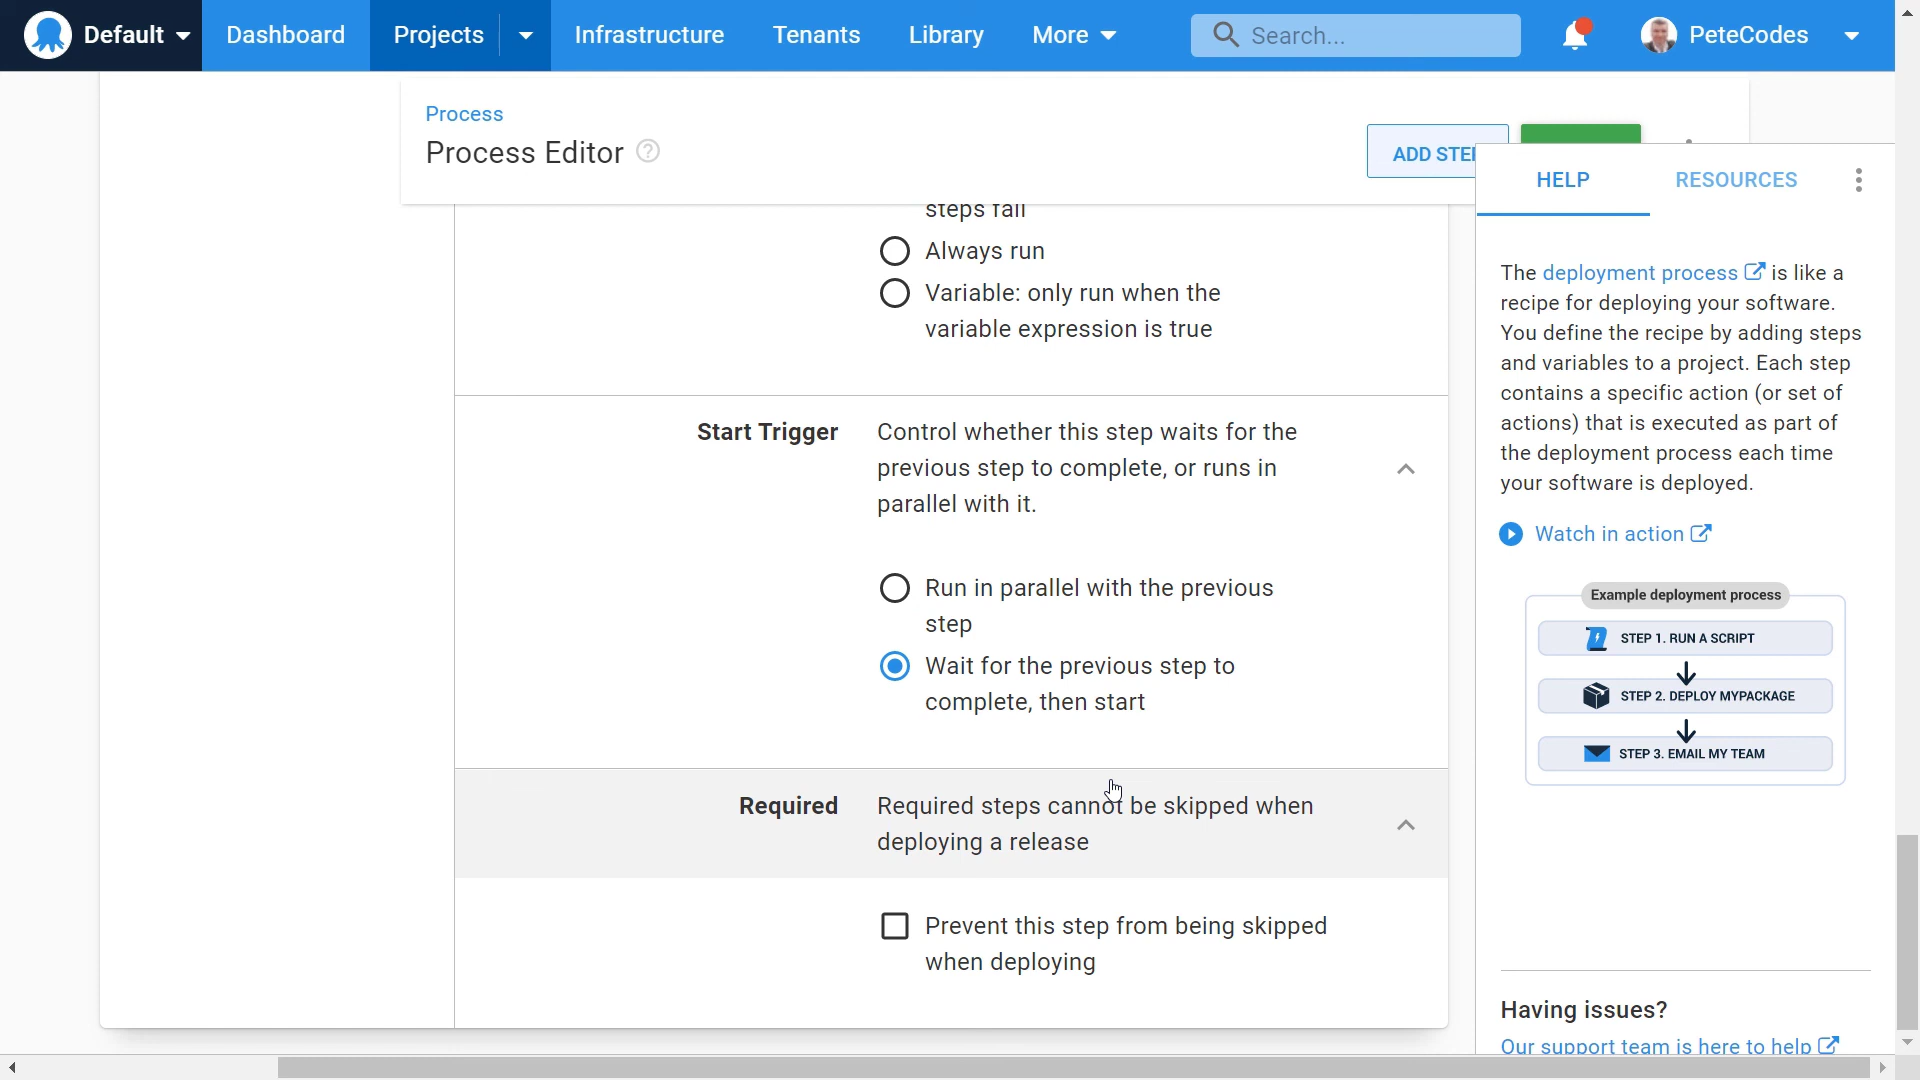 Default
Dashboard
Projects
Infrastructure
Tenants
Library
More
Search...
PeteCodes
Process
Process Editor
?
ADD STEP
HELP
RESOURCES
steps fail
Always run
Variable: only run when the
variable expression is true
Start Trigger
Control whether this step waits for the
previous step to complete, or runs in
parallel with it.
Run in parallel with the previous
step
Wait for the previous step to
complete, then start
Required
Required steps cannot be skipped when
deploying a release
Prevent this step from being skipped
when deploying
The deployment process is like a
recipe for deploying your software.
You define the recipe by adding steps
and variables to a project. Each step
contains a specific action (or set of
actions) that is executed as part of
the deployment process each time
your software is deployed.
Watch in action
Example deployment process
STEP 1. RUN A SCRIPT
STEP 2. DEPLOY MYPACKAGE
STEP 3. EMAIL MY TEAM
Having issues?
Our support team is here to help